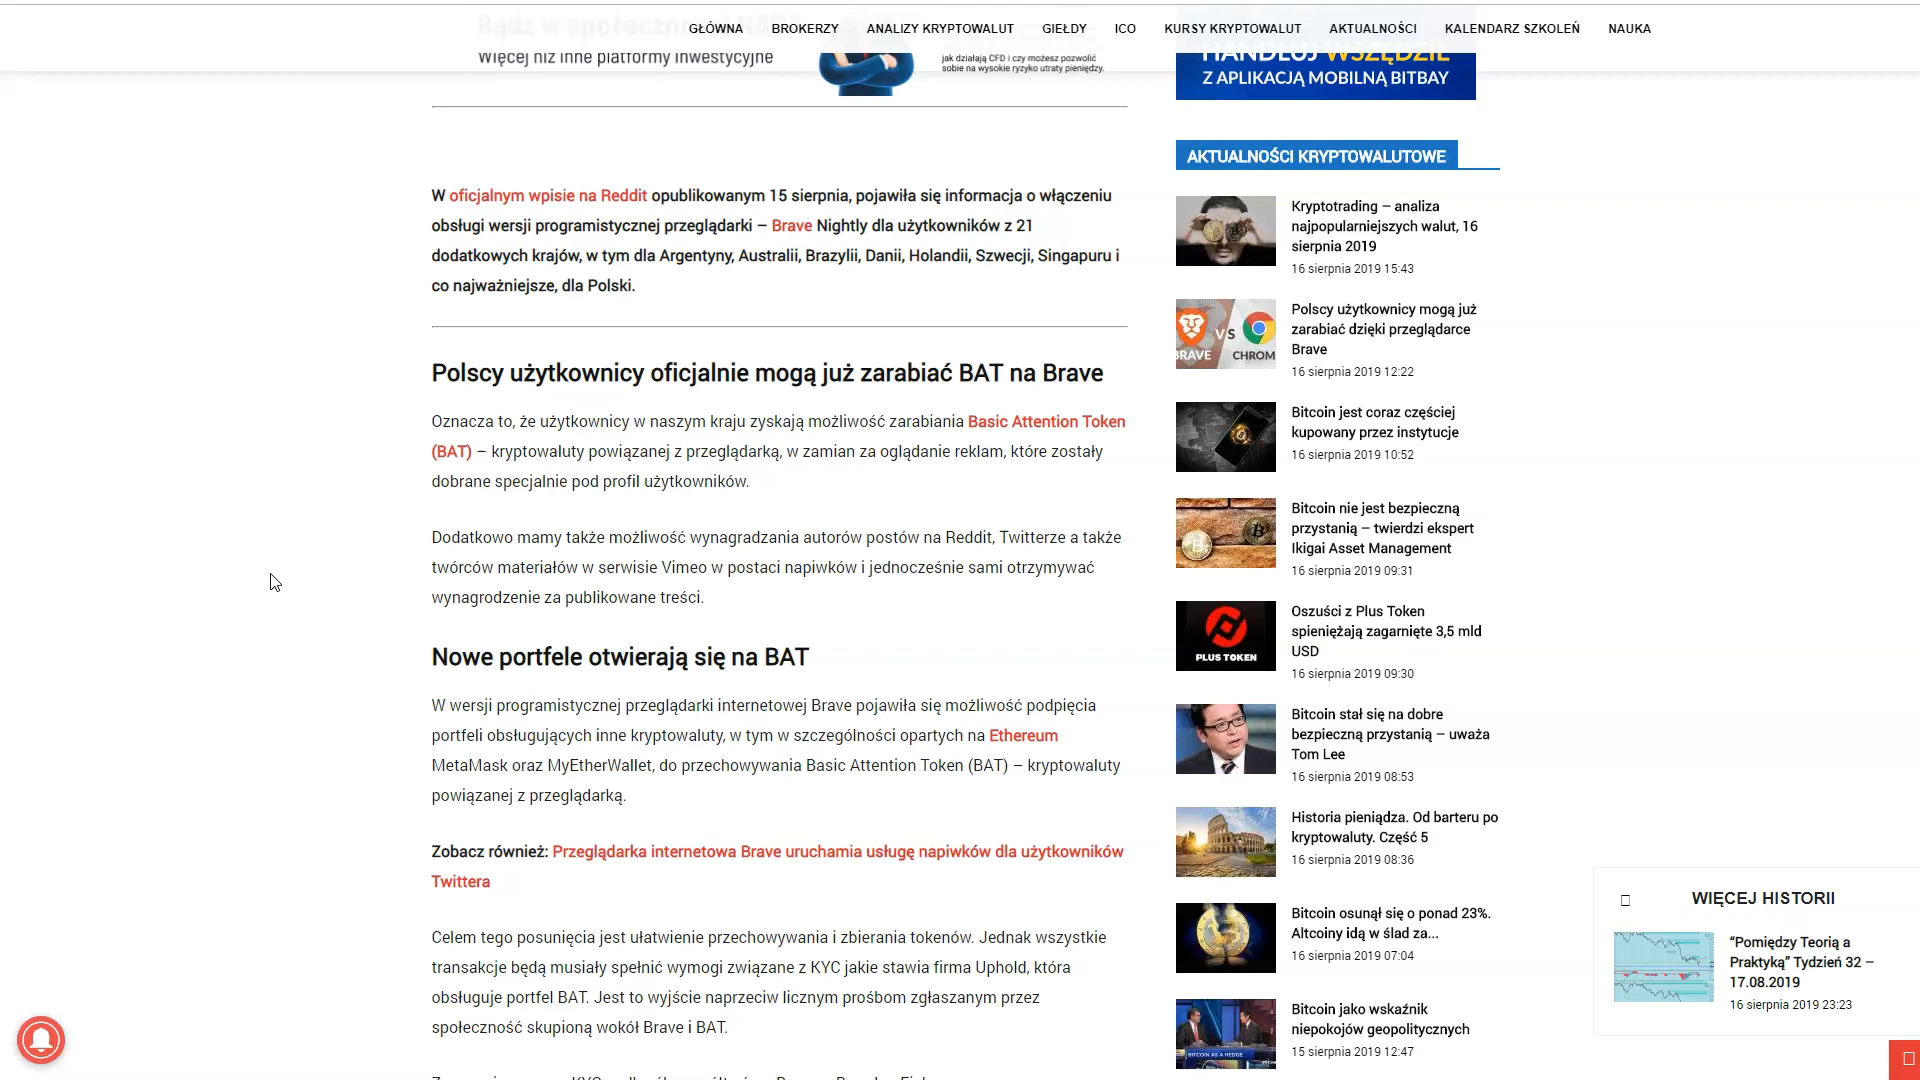 GŁÓWNA BROKERZY ANALIZY KRYPTOWALUT GIEŁDY ICO KURSY KRYPTOWALUT AKTUALNOŚCI KALENDARZ SZKOLEŃ NAUKA
Więcej niż inne platformy inwestycyjne
jak działają CFD i czy możesz pozwolić
sobie na wysokie ryzyko utraty pieniędzy.
HANDLUJ WSZĘDZIE
Z APLIKACJĄ MOBILNĄ BITBAY
W oficjalnym wpisie na Reddit opublikowanym 15 sierpnia, pojawiła się informacja o włączeniu
obsługi wersji programistycznej przeglądarki – Brave Nightly dla użytkowników z 21
dodatkowych krajów, w tym dla Argentyny, Australii, Brazylii, Danii, Holandii, Szwecji, Singapuru i
co najważniejsze, dla Polski.
Polscy użytkownicy oficjalnie mogą już zarabiać BAT na Brave
Oznacza to, że użytkownicy w naszym kraju zyskają możliwość zarabiania Basic Attention Token
(BAT) – kryptowaluty powiązanej z przeglądarką, w zamian za oglądanie reklam, które zostały
dobrane specjalnie pod profil użytkowników.
Dodatkowo mamy także możliwość wynagradzania autorów postów na Reddit, Twitterze a także
twórców materiałów w serwisie Vimeo w postaci napiwków i jednocześnie sami otrzymywać
wynagrodzenie za publikowane treści.
Nowe portfele otwierają się na BAT
W wersji programistycznej przeglądarki internetowej Brave pojawiła się możliwość podpięcia
portfeli obsługujących inne kryptowaluty, w tym w szczególności opartych na Ethereum
MetaMask oraz MyEtherWallet, do przechowywania Basic Attention Token (BAT) – kryptowaluty
powiązanej z przeglądarką.
Zobacz również: Przeglądarka internetowa Brave uruchamia usługę napiwków dla użytkowników
Twittera
Celem tego posunięcia jest ułatwienie przechowywania i zbierania tokenów. Jednak wszystkie
transakcje będą musiały spełnić wymogi związane z KYC jakie stawia firma Uphold, która
obsługuje portfel BAT. Jest to wyjście naprzeciw licznym prośbom zgłaszanym przez
społeczność skupioną wokół Brave i BAT.
AKTUALNOŚCI KRYPTOWALUTOWE
Kryptotrading – analiza
najpopularniejszych walut, 16
sierpnia 2019
16 sierpnia 2019 15:43
BRAVE VS CHROM
Polscy użytkownicy mogą już
zarabiać dzięki przeglądarce
Brave
16 sierpnia 2019 12:22
Bitcoin jest coraz częściej
kupowany przez instytucje
16 sierpnia 2019 10:52
Bitcoin nie jest bezpieczną
przystanią – twierdzi ekspert
Ikigai Asset Management
16 sierpnia 2019 09:31
PLUS TOKEN
Oszuści z Plus Token
spieniężają zagarnięte 3,5 mld
USD
16 sierpnia 2019 09:30
Bitcoin stał się na dobre
bezpieczną przystanią – uważa
Tom Lee
16 sierpnia 2019 08:53
Historia pieniądza. Od barteru po
kryptowaluty. Część 5
16 sierpnia 2019 08:36
Bitcoin osunął się o ponad 23%.
Altcoiny idą w ślad za...
16 sierpnia 2019 07:04
BITCOIN AS A HEDGE
Bitcoin jako wskaźnik
niepokojów geopolitycznych
15 sierpnia 2019 12:47
WIĘCEJ HISTORII
“Pomiędzy Teorią a
Praktyką” Tydzień 32 –
17.08.2019
16 sierpnia 2019 23:23